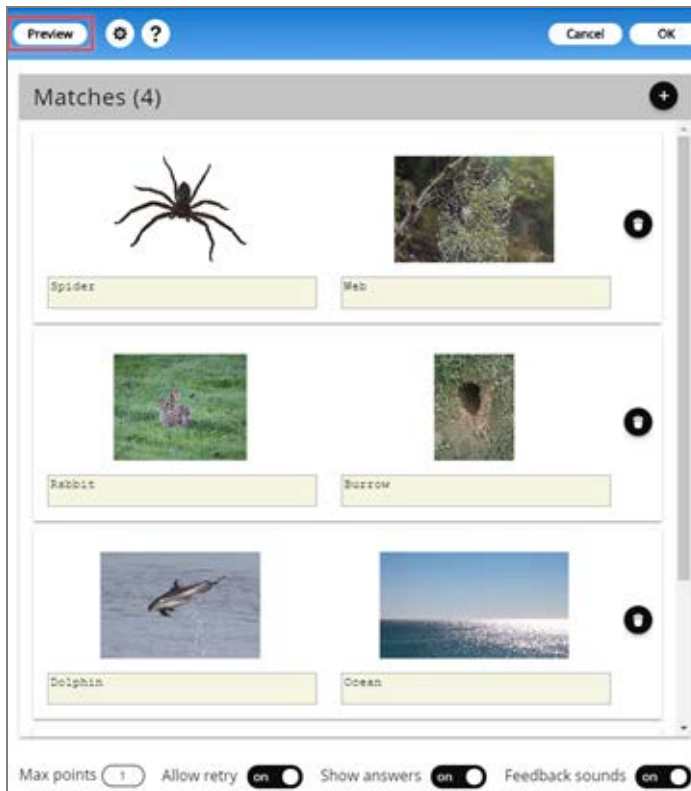 Preview ? Cancel OK
Matches (4) +
Spider Web
Rabbit Burrow
Dolphin Ocean
Max points 1 Allow retry on Show answers on Feedback sounds on